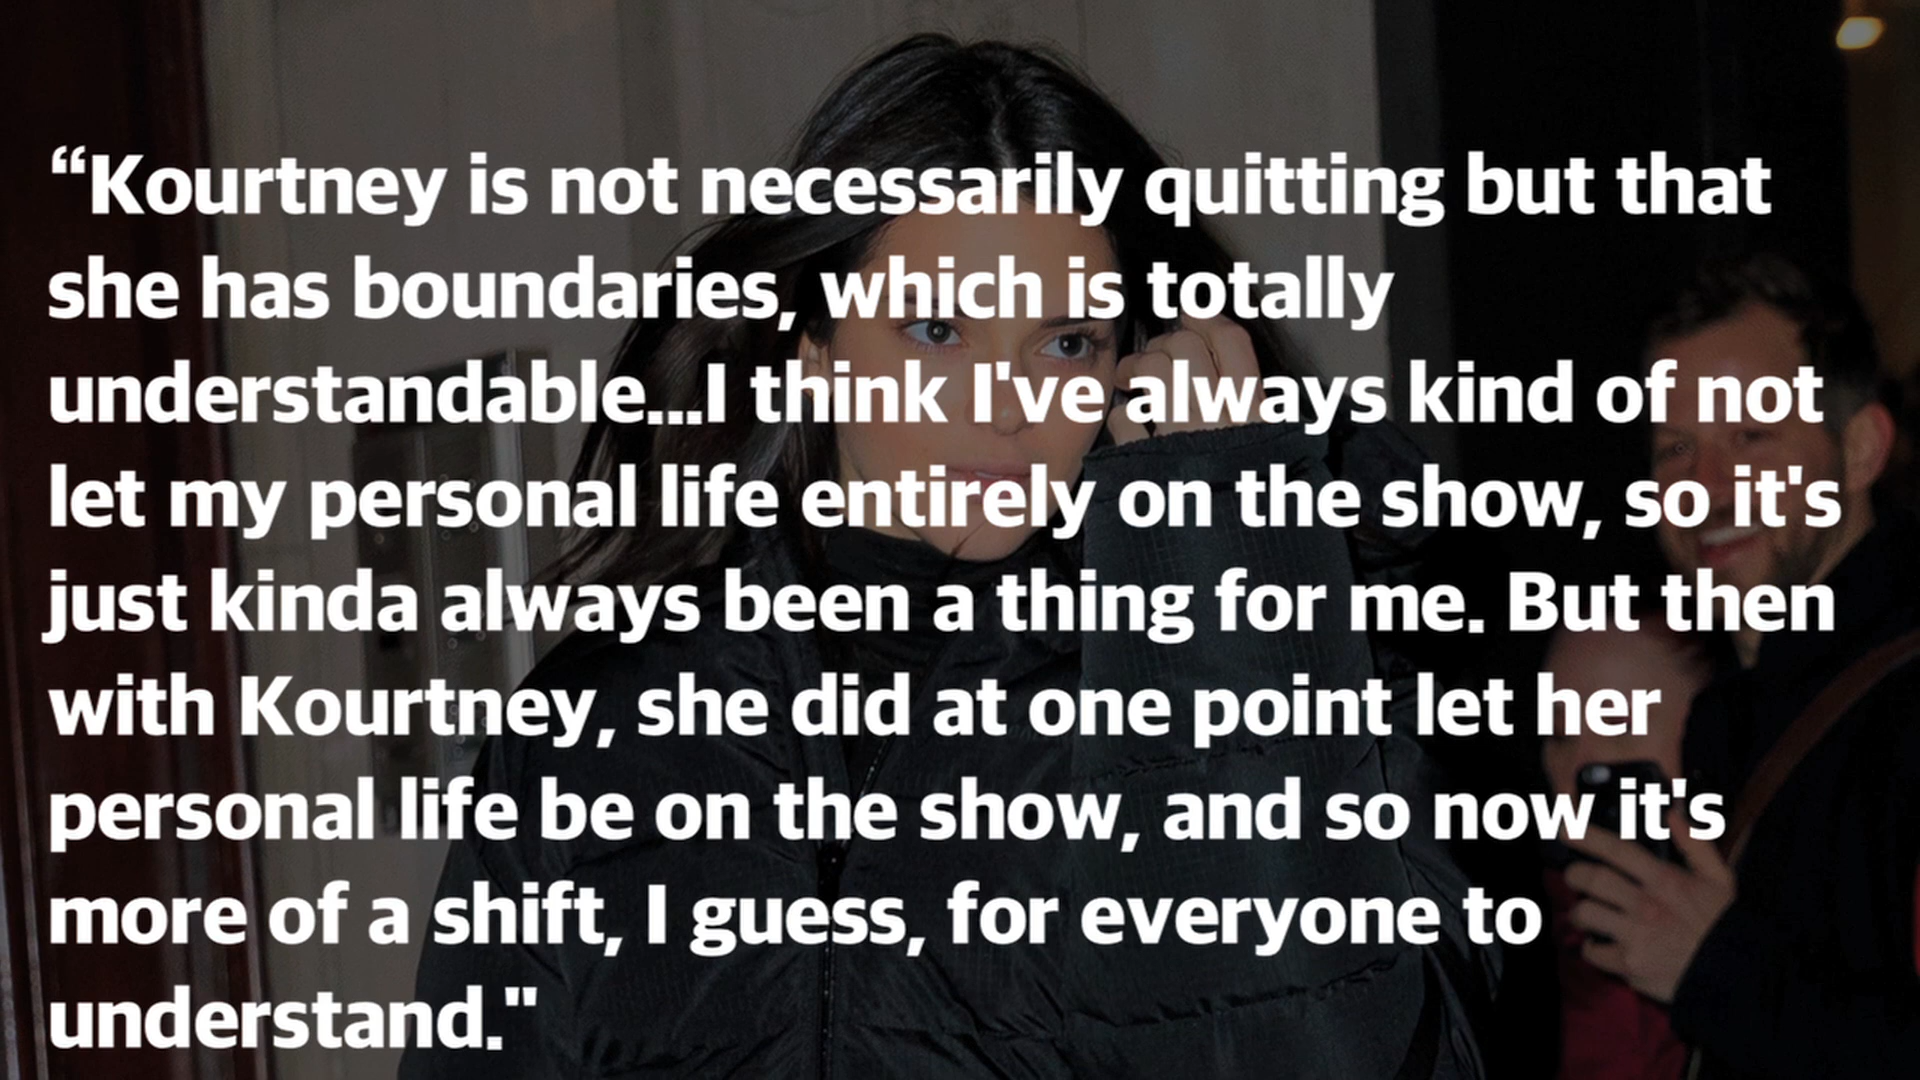 “Kourtney is not necessarily quitting but that
she has boundaries, which is totally
understandable...I think I've always kind of not
let my personal life entirely on the show, so it's
just kinda always been a thing for me. But then
with Kourtney, she did at one point let her
personal life be on the show, and so now it's
more of a shift, I guess, for everyone to
understand."